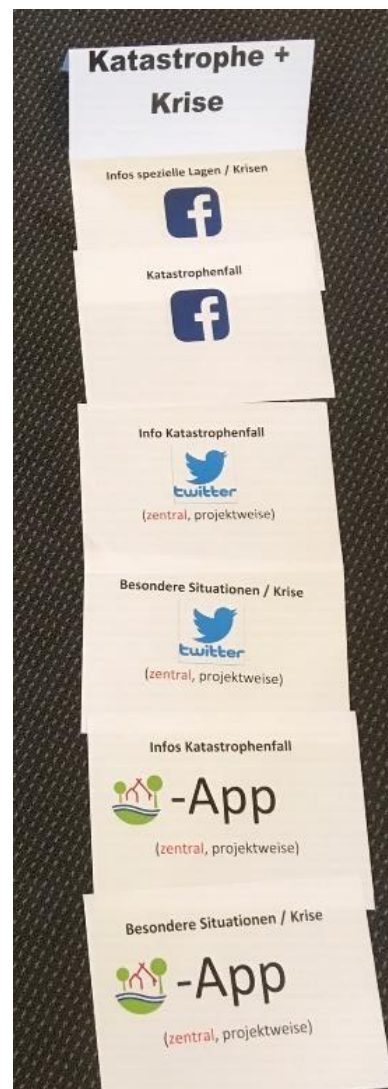 Katastrophe +
Krise
Infos spezielle Lagen / Krisen
f
Katastrophenfall
f
Info Katastrophenfall
twitter
(zentral, projektweise)
Besondere Situationen / Krise
twitter
(zentral, projektweise)
Infos Katastrophenfall
-App
(zentral, projektweise)
Besondere Situationen / Krise
-App
(zentral, projektweise)